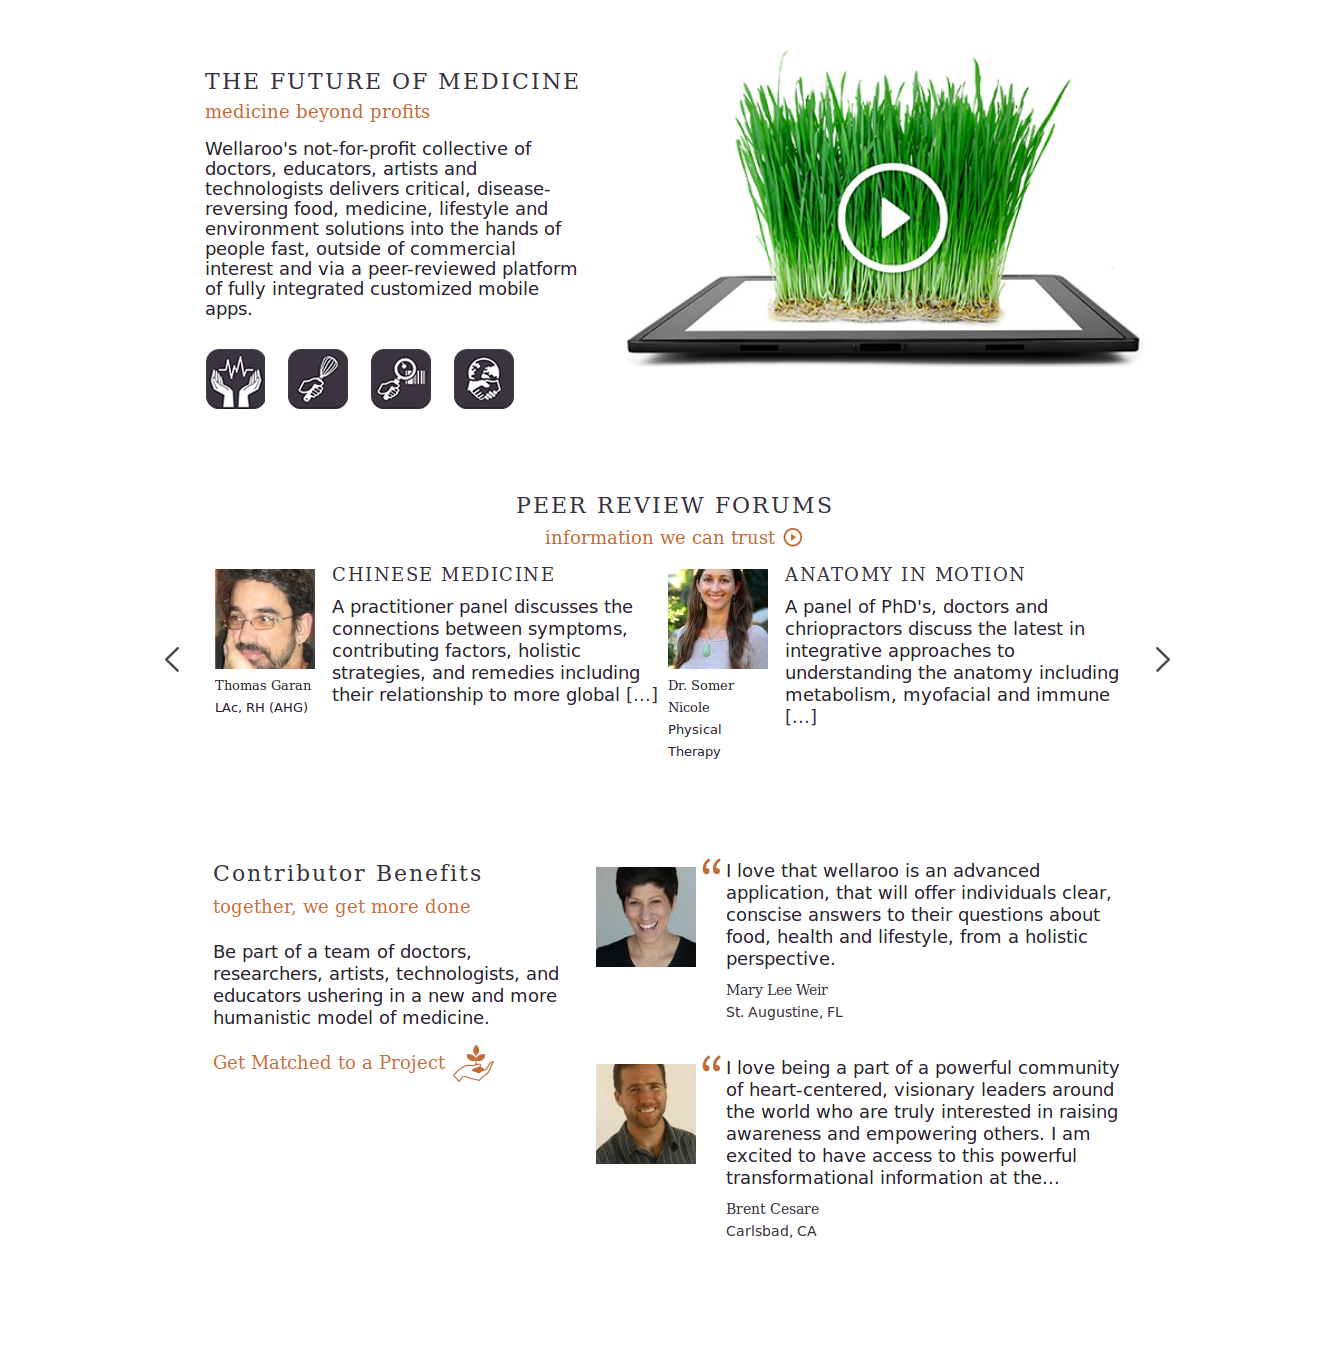 THE FUTURE OF MEDICINE
medicine beyond profits
Wellaroo's not-for-profit collective of
doctors, educators, artists and
technologists delivers critical, disease-
reversing food, medicine, lifestyle and
environment solutions into the hands of
people fast, outside of commercial
interest and via a peer-reviewed platform
of fully integrated customized mobile
apps.
PEER REVIEW FORUMS
information we can trust
CHINESE MEDICINE
A practitioner panel discusses the
connections between symptoms,
contributing factors, holistic
strategies, and remedies including
their relationship to more global [...]
Thomas Garan
LAc, RH (AHG)
ANATOMY IN MOTION
A panel of PhD's, doctors and
chriopractors discuss the latest in
integrative approaches to
understanding the anatomy including
metabolism, myofacial and immune
[...]
Dr. Somer
Nicole
Physical
Therapy
Contributor Benefits
together, we get more done
Be part of a team of doctors,
researchers, artists, technologists, and
educators ushering in a new and more
humanistic model of medicine.
Get Matched to a Project
“ I love that wellaroo is an advanced
application, that will offer individuals clear,
conscise answers to their questions about
food, health and lifestyle, from a holistic
perspective.
Mary Lee Weir
St. Augustine, FL
“ I love being a part of a powerful community
of heart-centered, visionary leaders around
the world who are truly interested in raising
awareness and empowering others. I am
excited to have access to this powerful
transformational information at the...
Brent Cesare
Carlsbad, CA